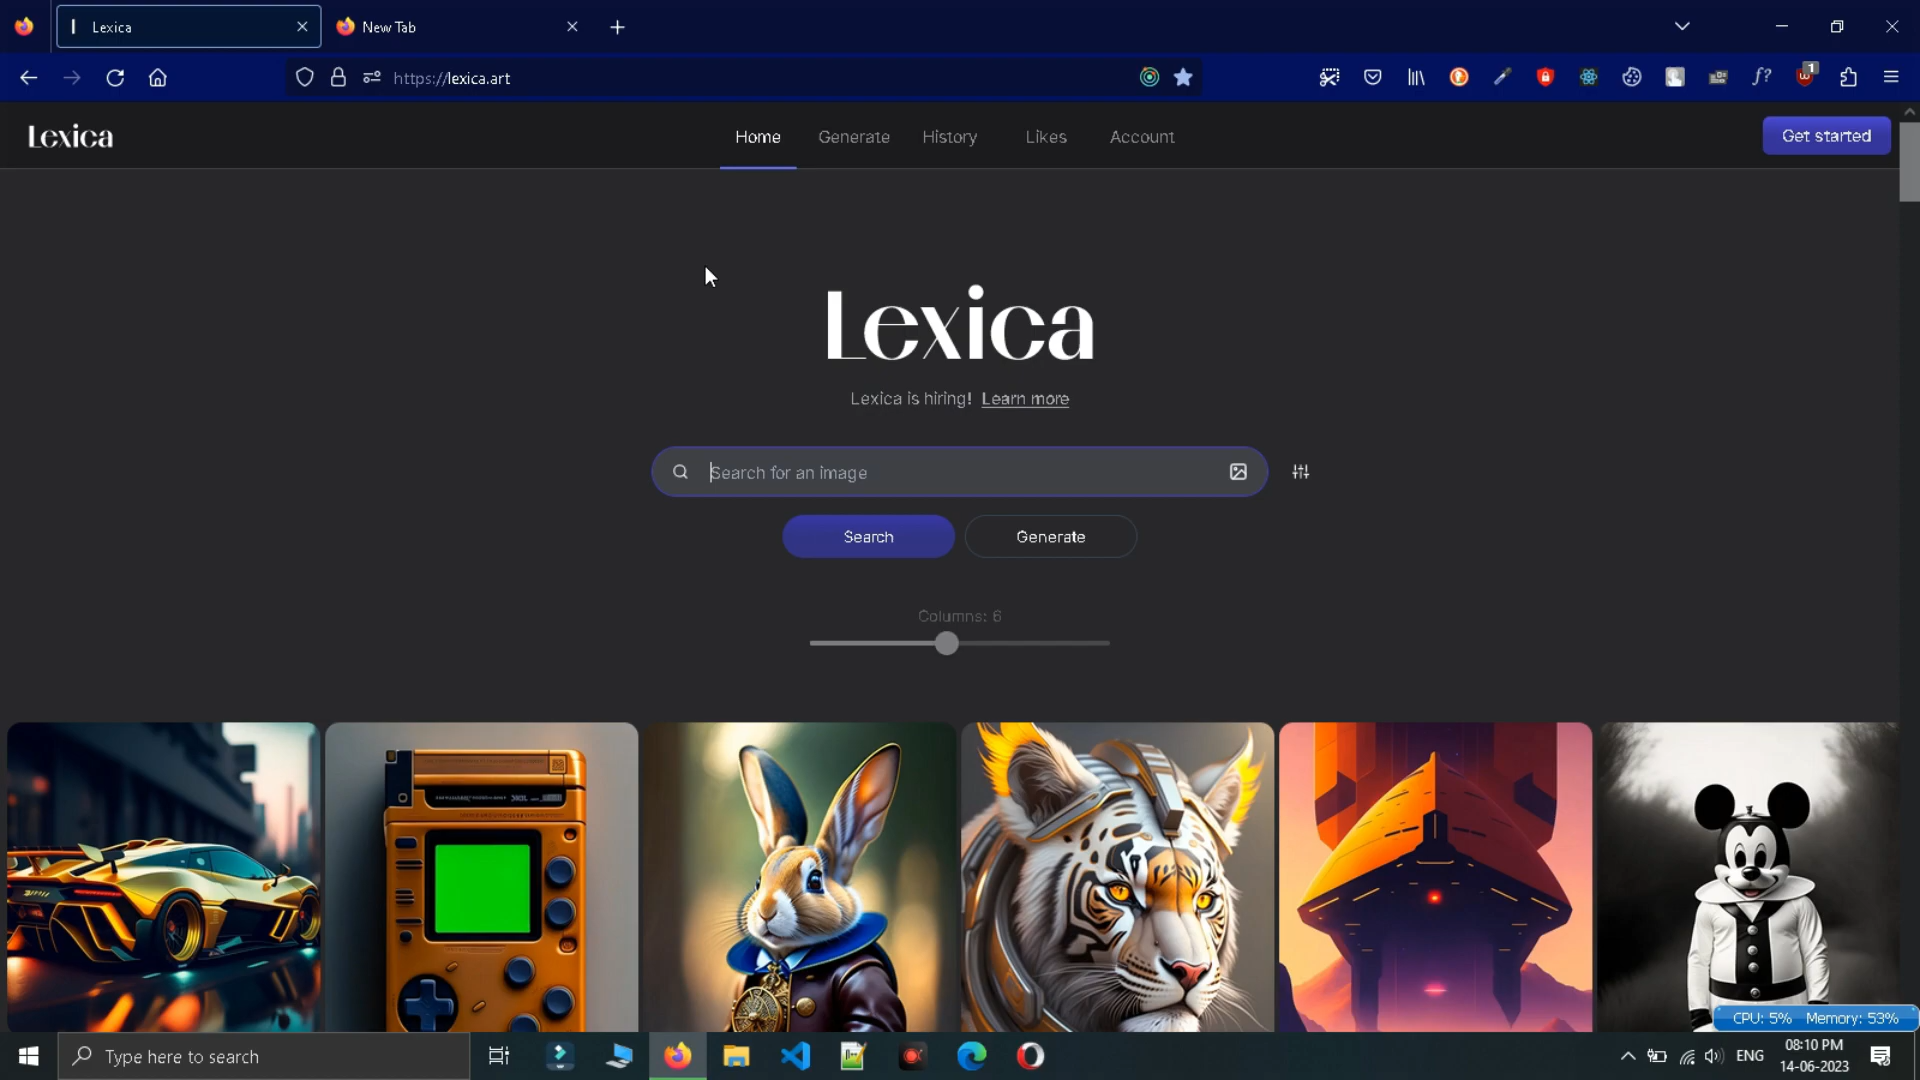 Lexica
New Tab
https://lexica.art
1
f?
Lexica
Home
Generate
History
Likes
Account
Get started
Lexica
Lexica is hiring! Learn more
Search for an image
Search
Generate
Columns: 6
CPU: 5% Memory: 53%
Type here to search
ENG
08:10 PM
14-06-2023